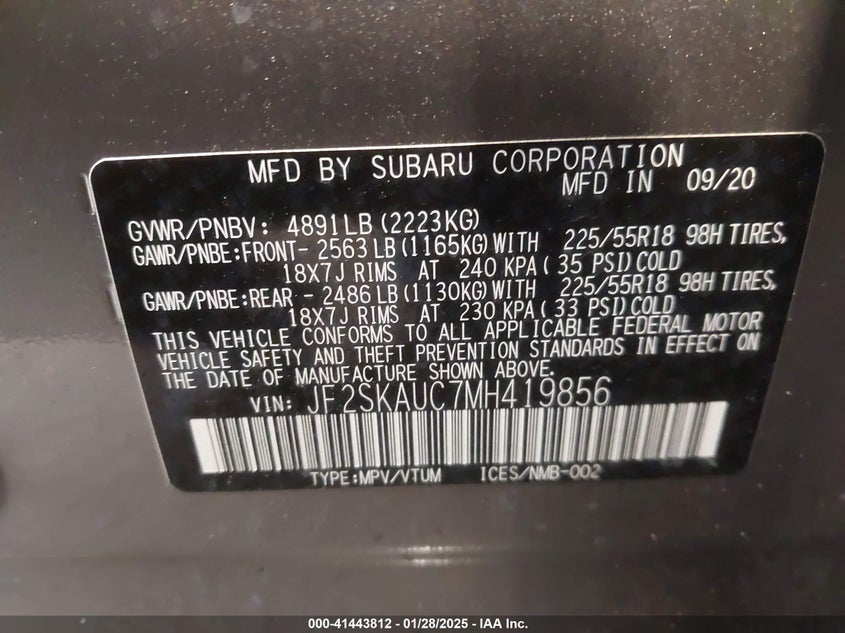 MFD BY SUBARU CORPORATION
MFD IN 09/20
GVWR/PNBV: 4891LB (2223KG)
GAWR/PNBE:FRONT- 2563 LB (1165KG) WITH 225/55R18 98H TIRES,
18X7J RIMS AT 240 KPA ( 35 PSI) COLD
GAWR/PNBE:REAR - 2486 LB (1130KG) WITH 225/55R18 98H TIRES,
18X7J RIMS AT 230 KPA ( 33 PSI) COLD
THIS VEHICLE CONFORMS TO ALL APPLICABLE FEDERAL MOTOR
VEHICLE SAFETY AND THEFT PREVENTION STANDARDS IN EFFECT ON
THE DATE OF MANUFACTURE SHOWN ABOVE.
VIN: JF2SKAUC7MH419856
TYPE:MPV/VTUM ICES/NMB-002
000-41443812 - 01/28/2025 - IAA Inc.